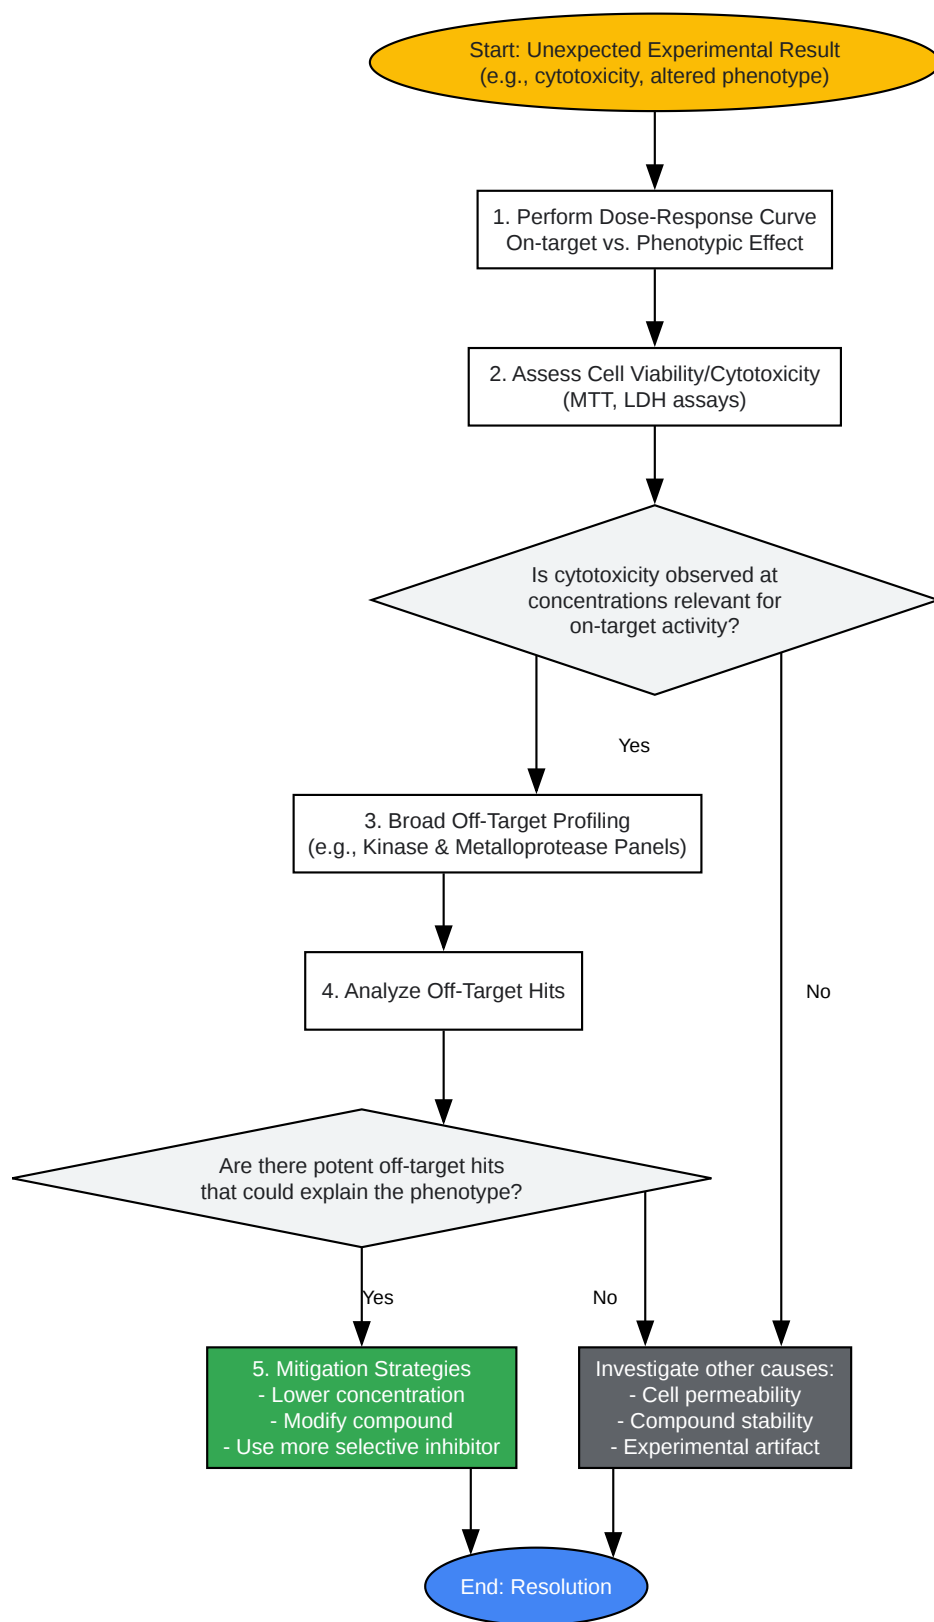 Start: Unexpected Experimental Result
(e.g., cytotoxicity, altered phenotype)
1. Perform Dose-Response Curve
On-target vs. Phenotypic Effect
2. Assess Cell Viability/Cytotoxicity
(MTT, LDH assays)
Is cytotoxicity observed at
concentrations relevant for
on-target activity?
Yes
3. Broad Off-Target Profiling
(e.g., Kinase & Metalloprotease Panels)
4. Analyze Off-Target Hits
No
Are there potent off-target hits
that could explain the phenotype?
Yes
No
5. Mitigation Strategies
- Lower concentration
- Modify compound
- Use more selective inhibitor
Investigate other causes:
- Cell permeability
- Compound stability
- Experimental artifact
End: Resolution